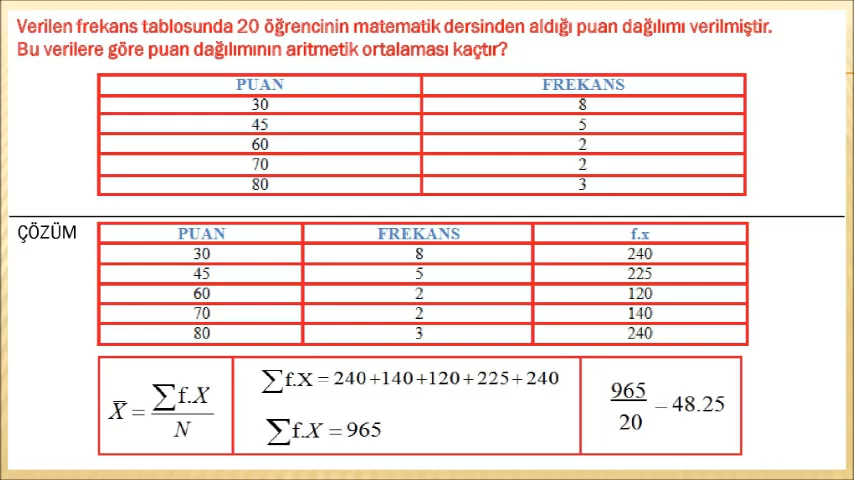 Verilen frekans tablosunda 20 öğrencinin matematik dersinden aldığı puan dağılımı verilmiştir.
Bu verilere göre puan dağılımının aritmetik ortalaması kaçtır?
PUAN FREKANS
30 8
45 5
60 2
70 2
80 3
ÇÖZÜM
PUAN FREKANS f.x
30 8 240
45 5 225
60 2 120
70 2 140
80 3 240
X̅ = ∑f.X / N
∑f.X = 240+140+120+225+240
∑f.X = 965
965 / 20 = 48.25